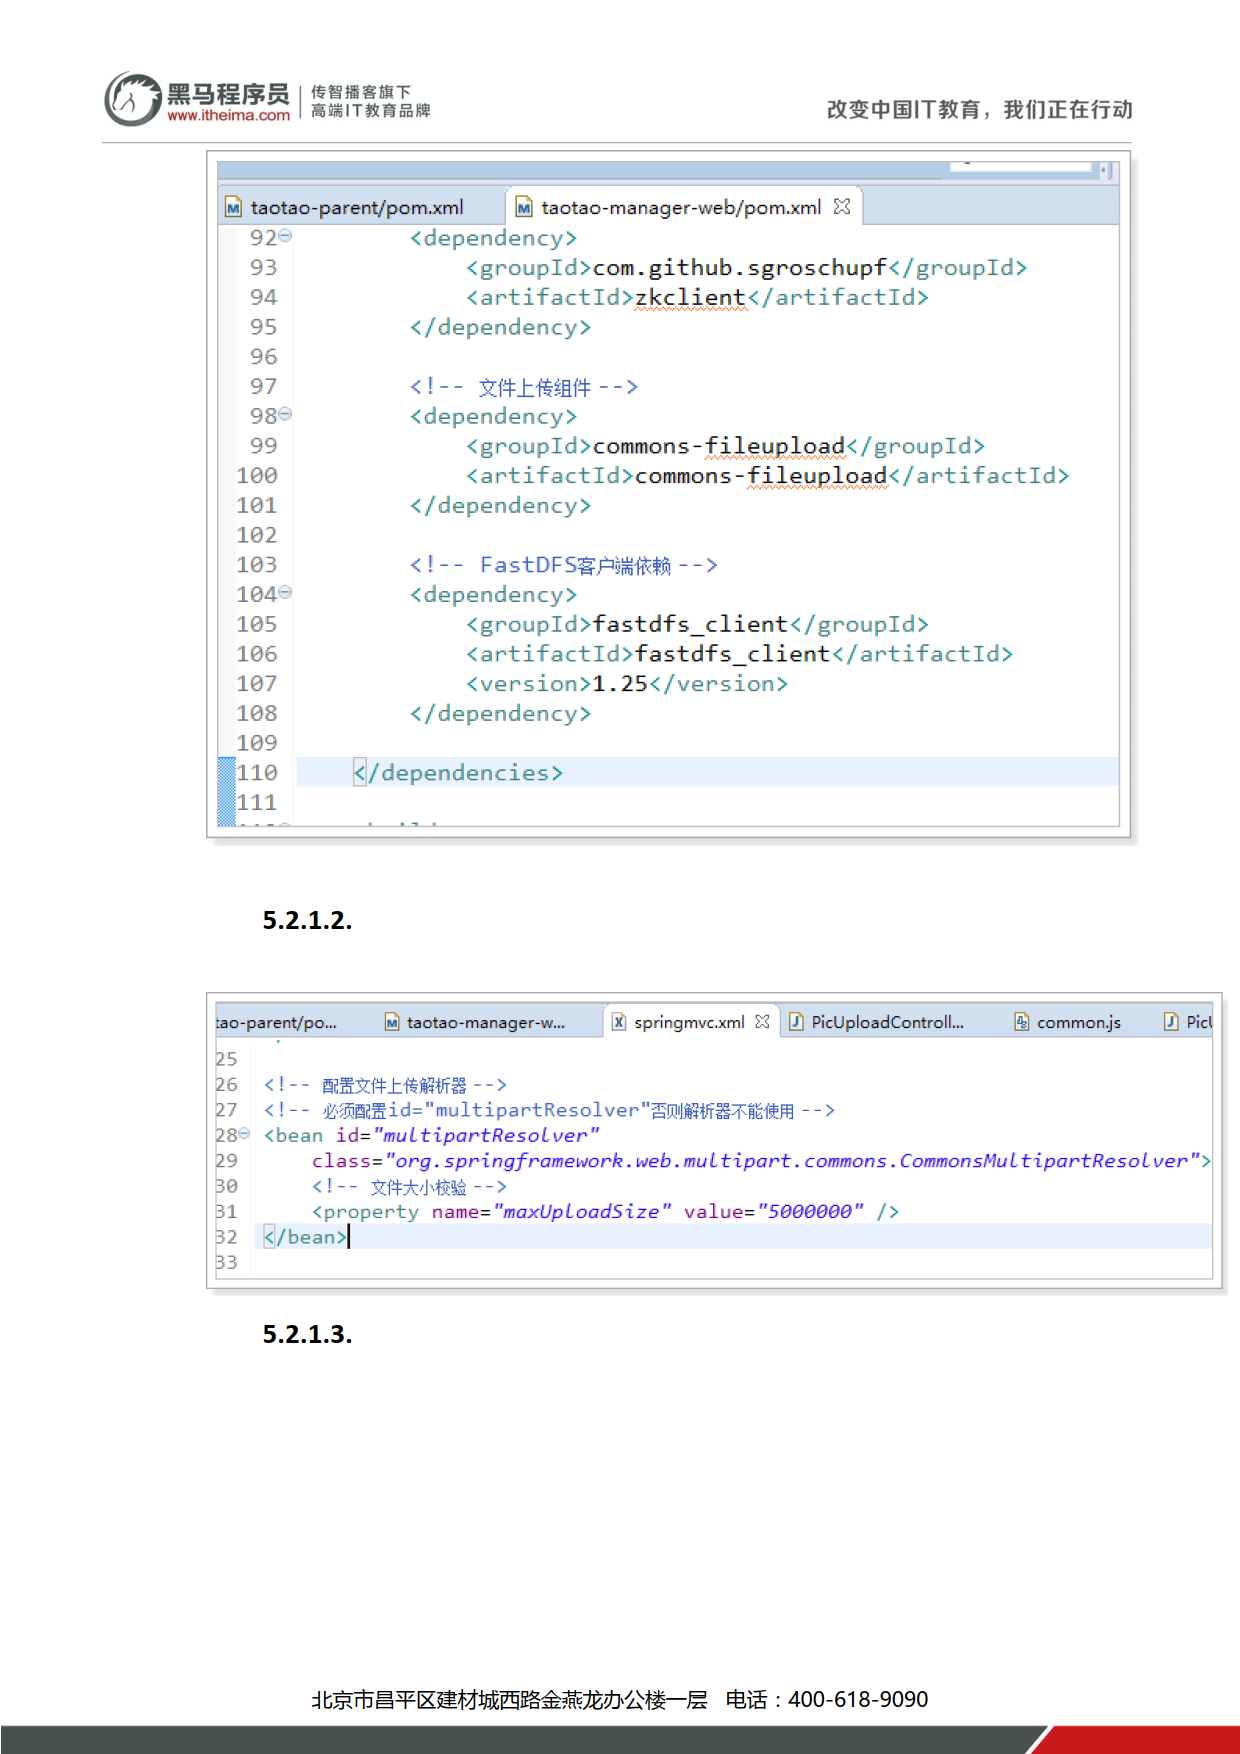 黑马程序员
www.itheima.com
传智播客旗下
高端IT教育品牌
改变中国IT教育，我们正在行动
taotao-parent/pom.xml taotao-manager-web/pom.xml
92 <dependency>
93 <groupId>com.github.sgroschupf</groupId>
94 <artifactId>zkclient</artifactId>
95 </dependency>
96
97 <!-- 文件上传组件 -->
98 <dependency>
99 <groupId>commons-fileupload</groupId>
100 <artifactId>commons-fileupload</artifactId>
101 </dependency>
102
103 <!-- FastDFS客户端依赖 -->
104 <dependency>
105 <groupId>fastdfs_client</groupId>
106 <artifactId>fastdfs_client</artifactId>
107 <version>1.25</version>
108 </dependency>
109
110 </dependencies>
111
5.2.1.2.
tao-parent/po... taotao-manager-w... springmvc.xml PicUploadControll... common.js PicU
25
26 <!-- 配置文件上传解析器 -->
27 <!-- 必须配置id="multipartResolver"否则解析器不能使用 -->
28 <bean id="multipartResolver"
29 class="org.springframework.web.multipart.commons.CommonsMultipartResolver">
30 <!-- 文件大小校验 -->
31 <property name="maxUploadSize" value="5000000" />
32 </bean>
33
5.2.1.3.
北京市昌平区建材城西路金燕龙办公楼一层 电话：400-618-9090